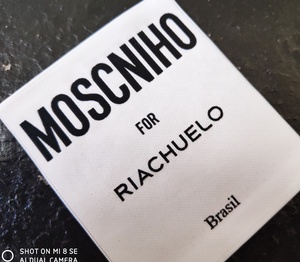 MOSCNIHO
FOR
RIACHUELO
Brasil
SHOT ON MI 8 SE
AI DUAL CAMERA